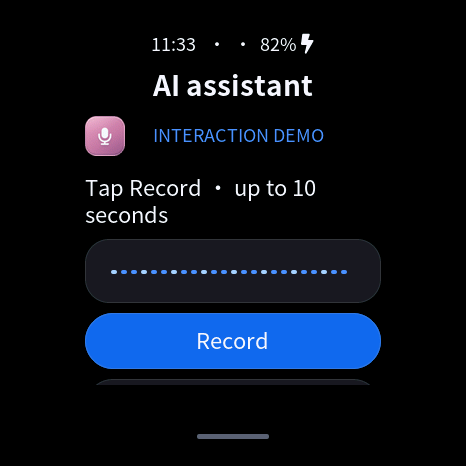 11:33 • • 82%
AI assistant
INTERACTION DEMO
Tap Record • up to 10
seconds
Record